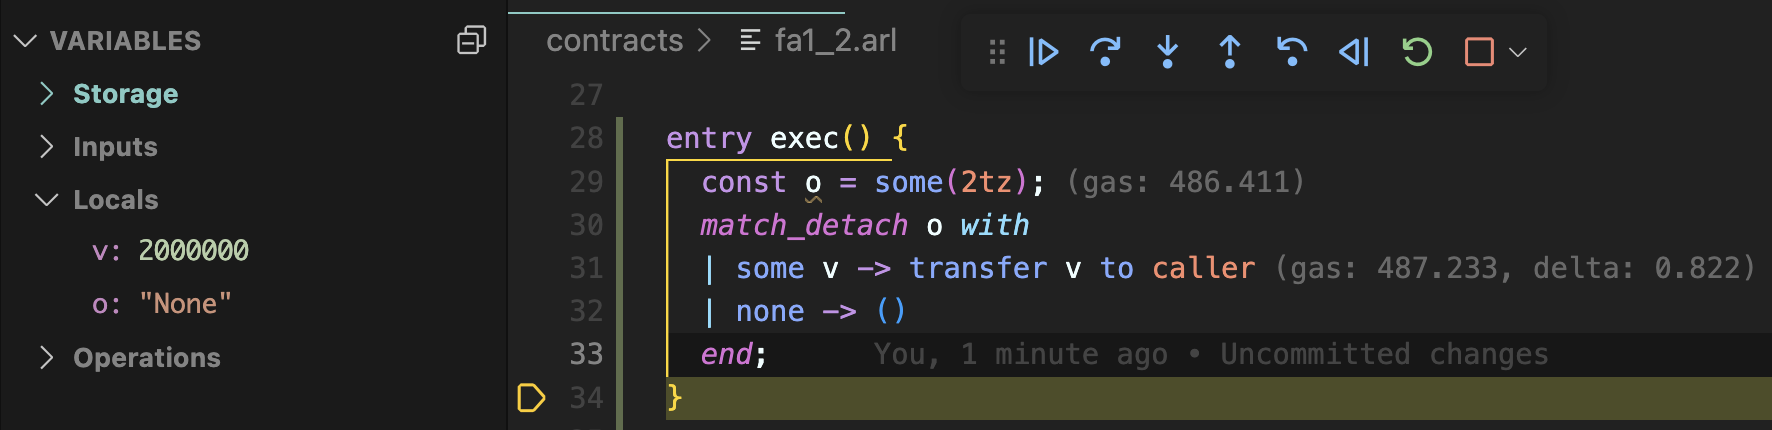 VARIABLES
Storage
Inputs
Locals
v: 2000000
o: "None"
Operations
contracts > fa1_2.arl
27
28 entry exec() {
29 const o = some(2tz); (gas: 486.411)
30 match_detach o with
31 | some v -> transfer v to caller (gas: 487.233, delta: 0.822)
32 | none -> ()
33 end; You, 1 minute ago • Uncommitted changes
34 }